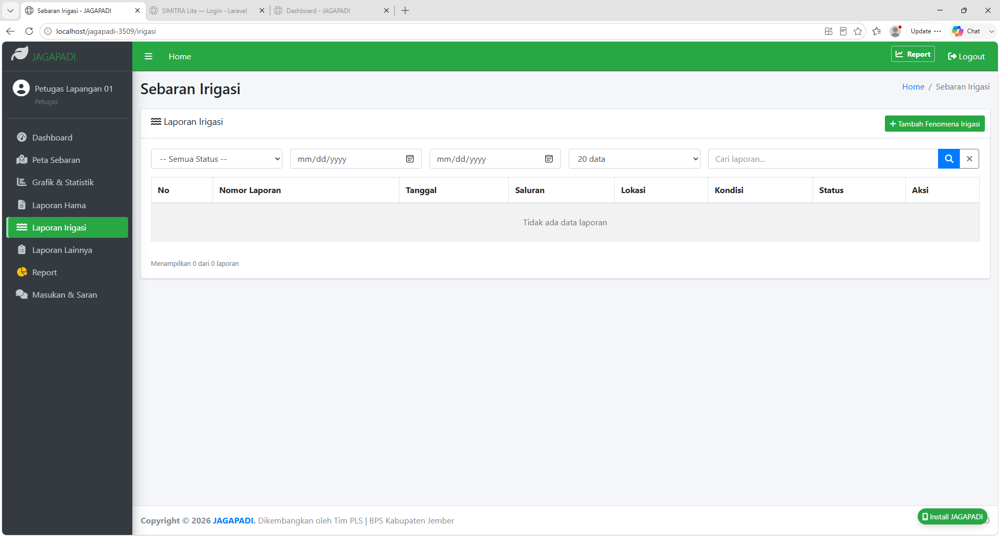 Sebaran Irigasi - JAGAPADI
SIMITRA Lite — Login - Laravel
Dashboard - JAGAPADI
localhost/jagapadi-3509/irigasi
Update
Chat
JAGAPADI
Home
Report
Logout
Petugas Lapangan 01
Petugas
Dashboard
Peta Sebaran
Grafik & Statistik
Laporan Hama
Laporan Irigasi
Laporan Lainnya
Report
Masukan & Saran
Sebaran Irigasi
Home / Sebaran Irigasi
Laporan Irigasi
+ Tambah Fenomena Irigasi
-- Semua Status --
mm/dd/yyyy
mm/dd/yyyy
20 data
Cari laporan...
No
Nomor Laporan
Tanggal
Saluran
Lokasi
Kondisi
Status
Aksi
Tidak ada data laporan
Menampilkan 0 dari 0 laporan
Copyright © 2026 JAGAPADI. Dikembangkan oleh Tim PLS | BPS Kabupaten Jember
Install JAGAPADI